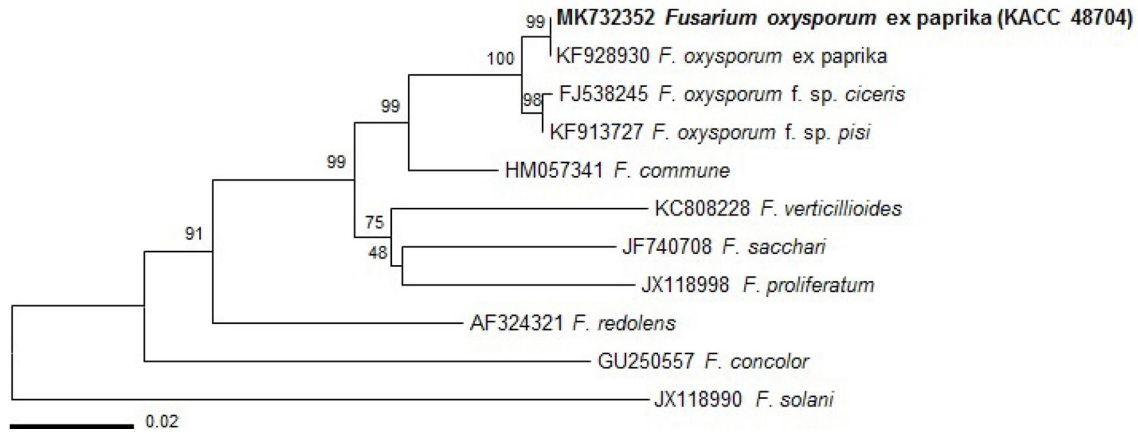 99 MK732352 Fusarium oxysporum ex paprika (KACC 48704)
100 KF928930 F. oxysporum ex paprika
98 FJ538245 F. oxysporum f. sp. ciceris
99
KF913727 F. oxysporum f. sp. pisi
99
HM057341 F. commune
KC808228 F. verticillioides
75
91
48 JF740708 F. sacchari
JX118998 F. proliferatum
AF324321 F. redolens
GU250557 F. concolor
JX118990 F. solani
0.02